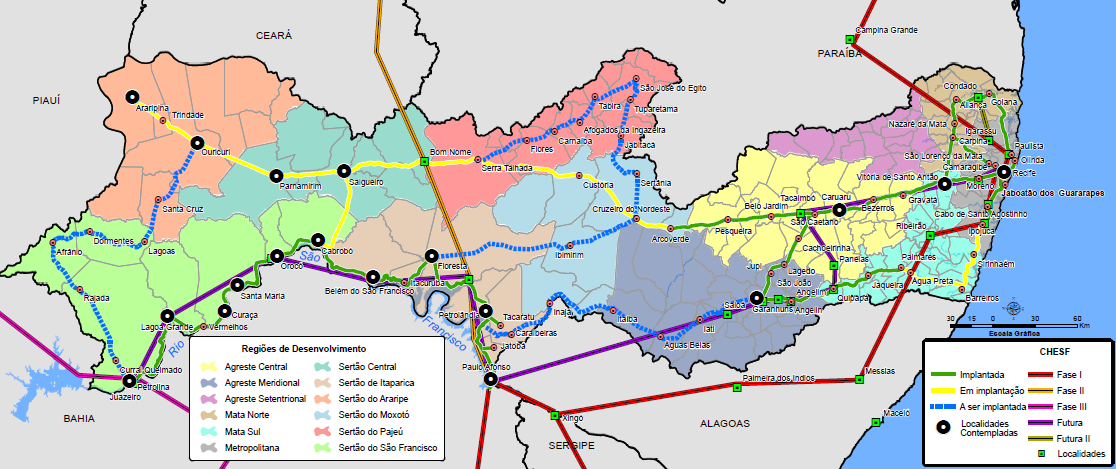 Campina Grande
CEARÁ
PARAÍBA
PIAUÍ
São José do Egito
Condado
Araripina
Tabira
Tuparetama
Aliança
Goiana
Trindade
Nazaré da Mata
Afogados da Ingazeira
Igarassu
Carnaíba
Carpina
Flores
Jabitacá
Paulista
Ouricuri
Bom Nome
São Lorenço da Mata
Olinda
Serra Talhada
Camaragibe
Recife
Parnamirim
Salgueiro
Custória
Sertânia
Vitória de Santo Antão
Moreno
Jaboatão dos Guararapes
Santa Cruz
Cruzeiro do Nordeste
Belo Jardim
Tacaimbó
Caruaru
Bezerros
Gravatá
Cabo de Santo Agostinho
São Caetano
Ribeirão
Ipojuca
Dormentes
Arcoverde
Pesqueira
Afrânio
Lagoas
Cabrobó
Cachoeirinha
São
Ibimirim
Floresta
Orocó
Jupi
Lagedo
Panelas
Palmares
Sirinhaém
Rajada
Santa Maria
Belém do São Francisco
Itacuruba
São João
Jaqueira
Agua Preta
Angelim
Quipapá
Barreiros
Saloá
Garanhuns
Angelin
Lagoa Grande
Vermelhos
Curaça
Petrolândia
Tacaratu
Inajá
Itaíba
Iati
Caraíbeiras
Francisco
Rio
Jatobá
Águas Belas
30
15
0
60
Km
Escala Gráfica
Curral Queimado
Petrolina
Juazeiro
Paulo Afonso
Palmeira dos Indios
Messias
Maceió
Xingó
BAHIA
SERGIPE
ALAGOAS
Regiões de Desenvolvimento
Agreste Central
Agreste Meridional
Agreste Setentrional
Mata Norte
Mata Sul
Metropolitana
Sertão Central
Sertão de Itaparica
Sertão do Araripe
Sertão do Moxotó
Sertão do Pajeú
Sertão do São Francisco
CHESF
Implantada
Em implantação
A ser implantada
Localidades
Contempladas
Fase I
Fase II
Fase III
Futura
Futura II
Localidades